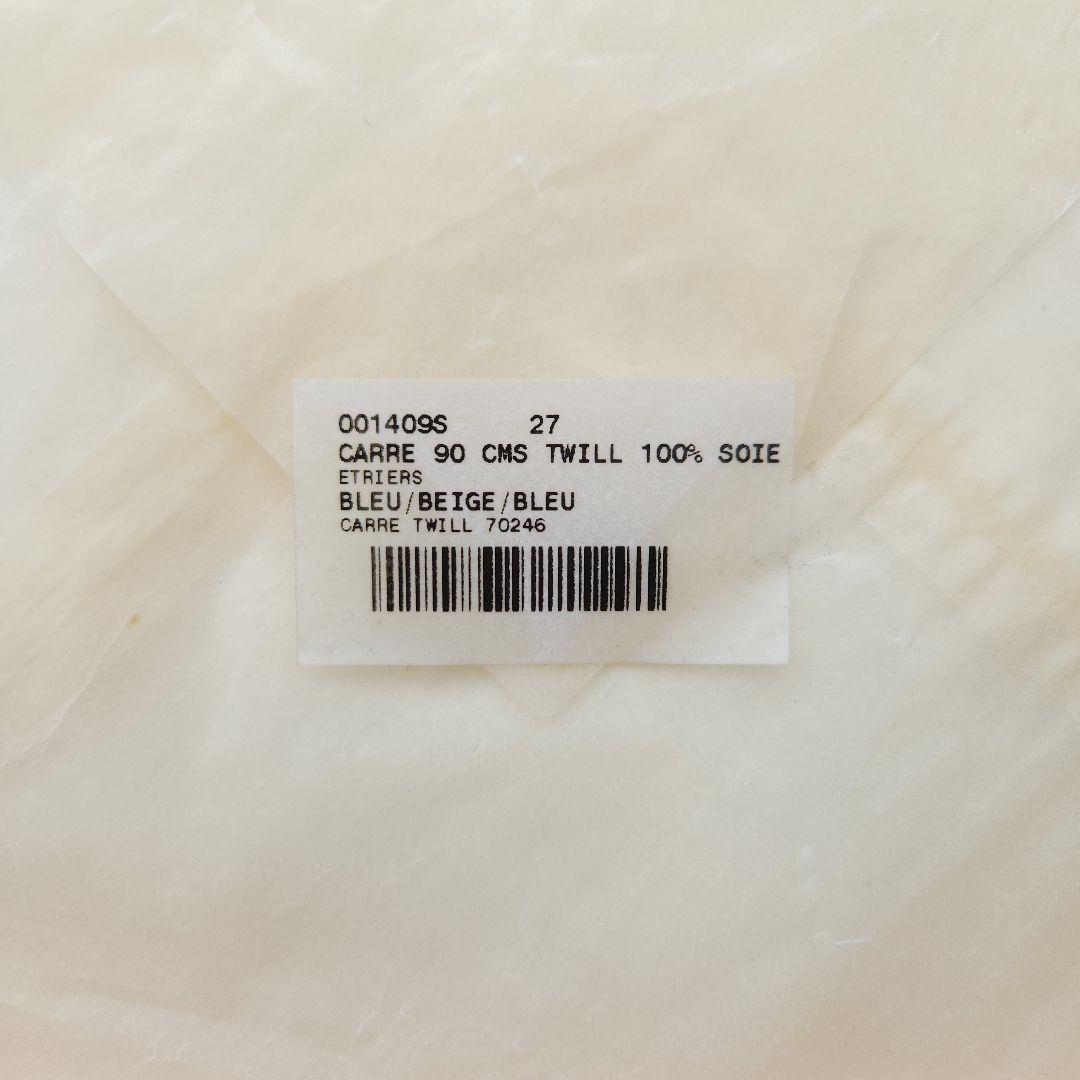 001409S 27
CARRE 90 CMS TWILL 100% SOIE
ETRIERS
BLEU/BEIGE/BLEU
CARRE TWILL 70246